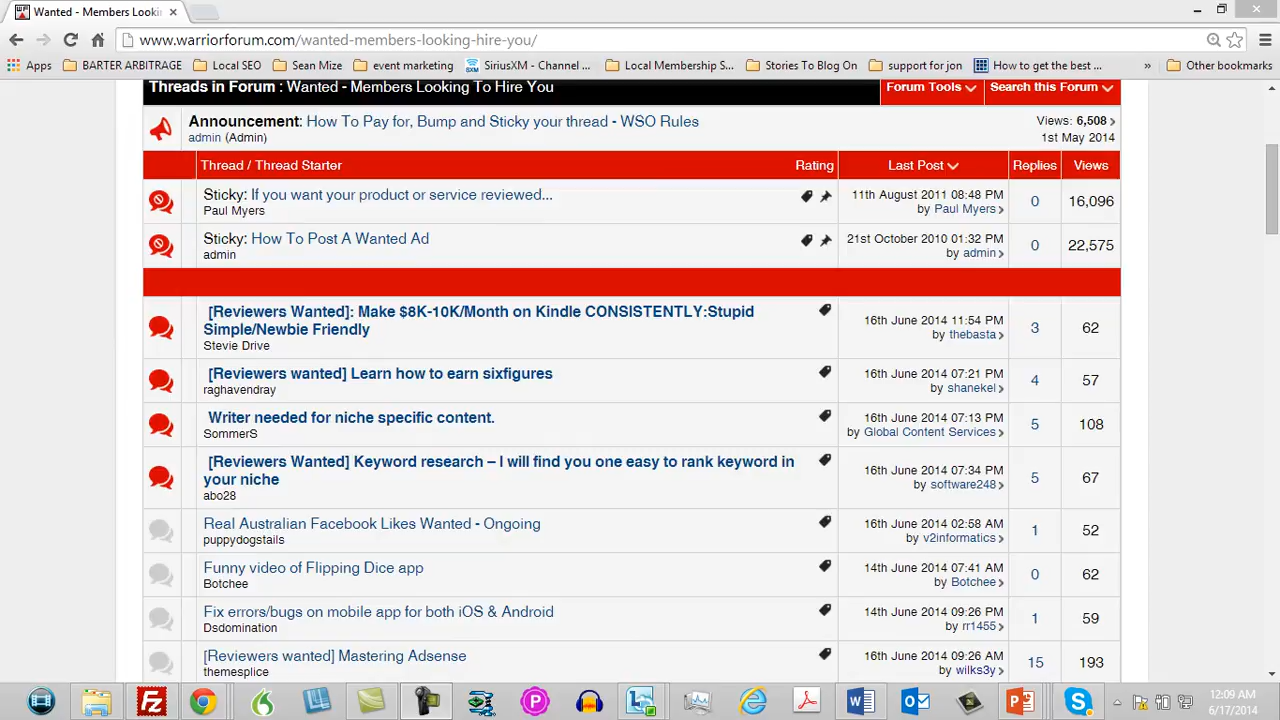 Wanted - Members Looki
www.warriorforum.com/wanted-members-looking-hire-you/
Apps BARTER ARBITRAGE Local SEO Sean Mize event marketing SiriusXM - Channel ... Local Membership S... Stories To Blog On support for jon How to get the best ... » Other bookmarks
Threads in Forum : Wanted - Members Looking To Hire You Forum Tools Search this Forum
Announcement: How To Pay for, Bump and Sticky your thread - WSO Rules Views: 6,508
admin (Admin) 1st May 2014
Thread / Thread Starter Rating Last Post Replies Views
Sticky: If you want your product or service reviewed... 11th August 2011 08:48 PM 0 16,096
Paul Myers by Paul Myers
Sticky: How To Post A Wanted Ad 21st October 2010 01:32 PM 0 22,575
admin by admin
[Reviewers Wanted]: Make $8K-10K/Month on Kindle CONSISTENTLY:Stupid 16th June 2014 11:54 PM 3 62
Simple/Newbie Friendly by thebasta
Stevie Drive
[Reviewers wanted] Learn how to earn sixfigures 16th June 2014 07:21 PM 4 57
raghavendray by shanekel
Writer needed for niche specific content. 16th June 2014 07:13 PM 5 108
SommerS by Global Content Services
[Reviewers Wanted] Keyword research – I will find you one easy to rank keyword in 16th June 2014 07:34 PM 5 67
your niche by software248
abo28
Real Australian Facebook Likes Wanted - Ongoing 16th June 2014 02:58 AM 1 52
puppydogstails by v2informatics
Funny video of Flipping Dice app 14th June 2014 07:41 AM 0 62
Botchee by Botchee
Fix errors/bugs on mobile app for both iOS & Android 14th June 2014 09:26 PM 1 59
Dsdomination by rr1455
[Reviewers wanted] Mastering Adsense 16th June 2014 09:26 AM 15 193
themesplice by wilks3y
12:09 AM
6/17/2014